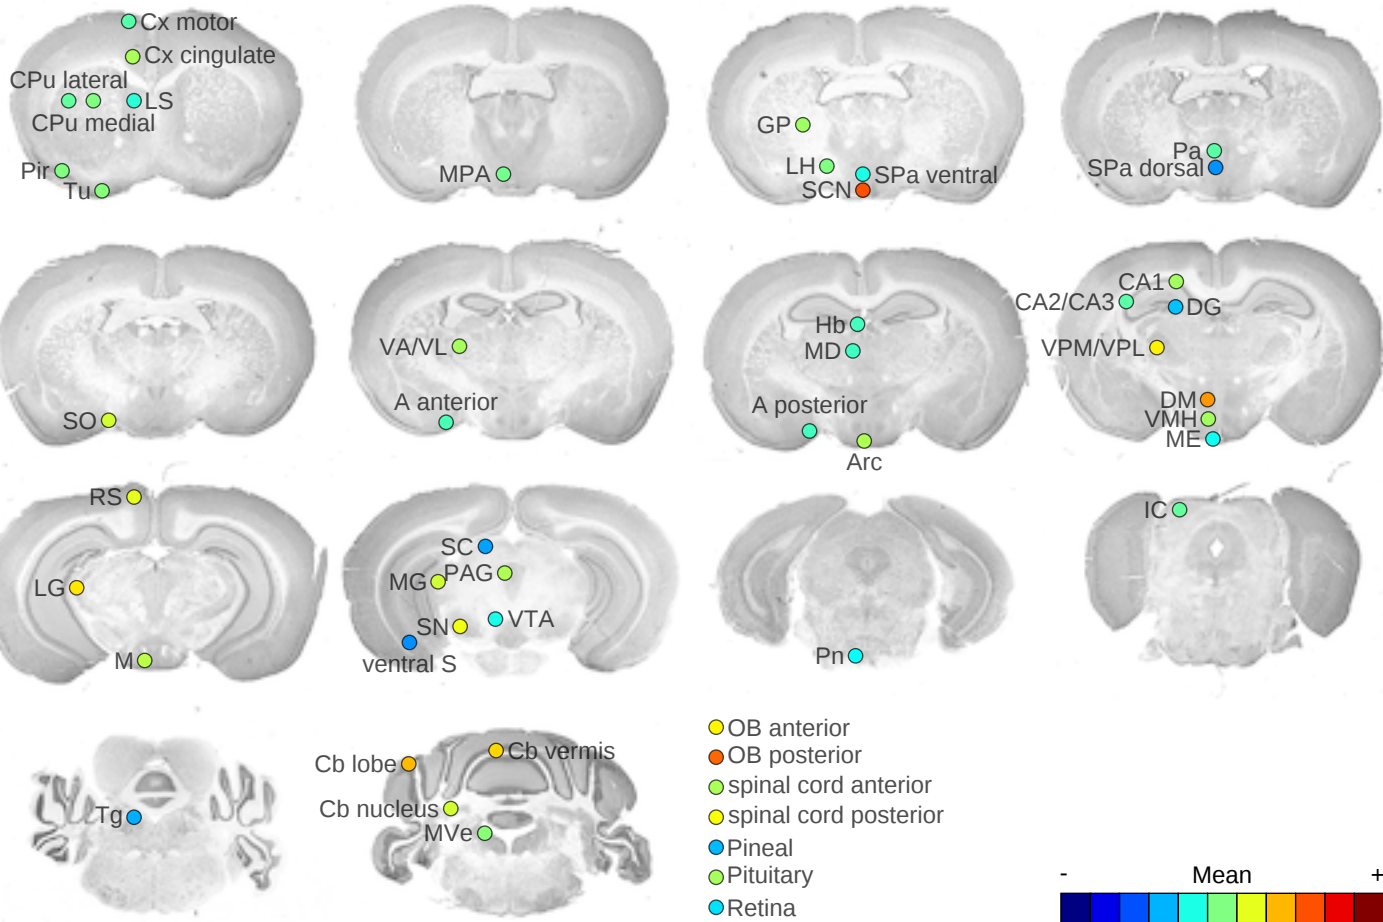 Cx motor
Cx cingulate
CPu lateral
LS
CPu medial
Pir
Tu
MPA
GP
LH
SPa ventral
SCN
Pa
SPa dorsal
SO
VA/VL
A anterior
Hb
MD
A posterior
Arc
CA1
CA2/CA3
DG
VPM/VPL
DM
VMH
ME
RS
LG
M
SC
MG
PAG
SN
VTA
ventral S
Pn
IC
Tg
Cb lobe
Cb vermis
Cb nucleus
MVe
OB anterior
OB posterior
spinal cord anterior
spinal cord posterior
Pineal
Pituitary
Retina
- Mean +